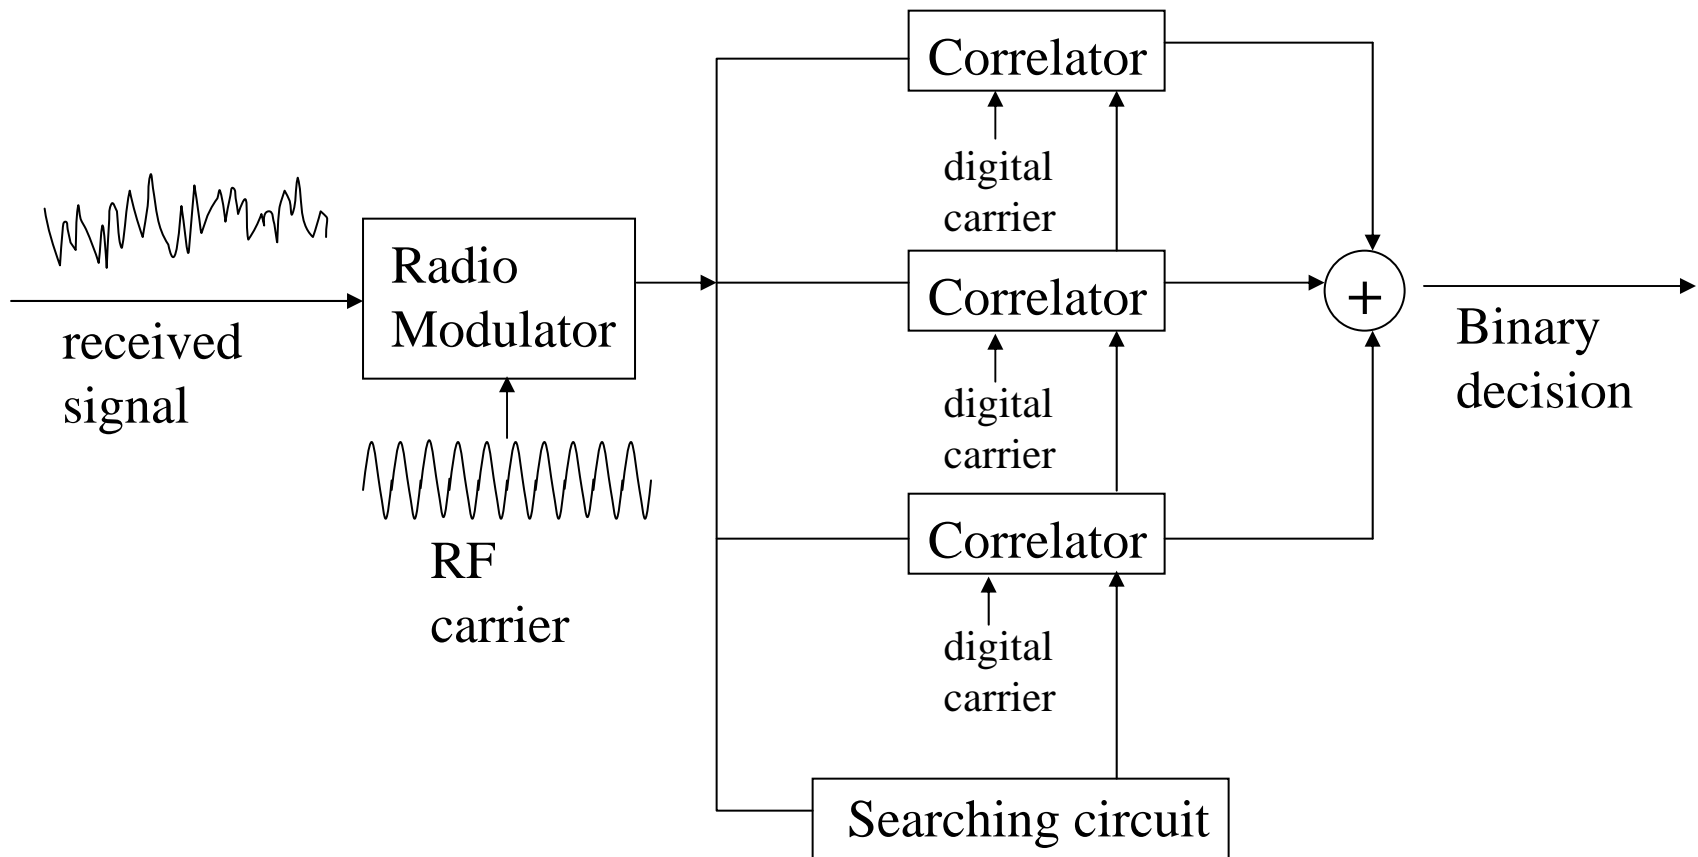 Correlator
digital
carrier
Radio
Modulator
received
signal
RF
carrier
Correlator
digital
carrier
+
Binary
decision
Correlator
digital
carrier
Searching circuit